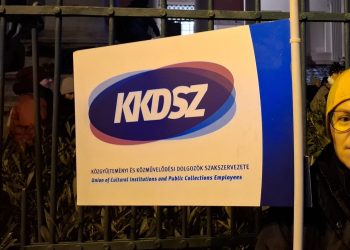 KKDSZ
KÖZGYŰJTEMÉNYI ÉS KÖZMŰVELŐDÉSI DOLGOZÓK SZAKSZERVEZETE
Union of Cultural Institutions and Public Collections Employees